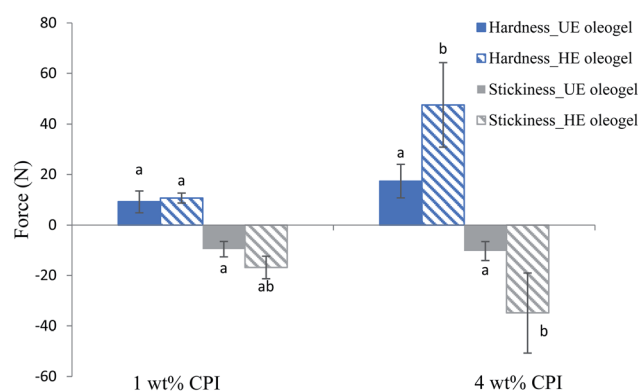 80
60
40
20
0
-20
-40
-60
Force (N)
Hardness_UE oleogel
Hardness_HE oleogel
Stickiness_UE oleogel
Stickiness_HE oleogel
a
a
a
ab
a
b
a
b
1 wt% CPI
4 wt% CPI